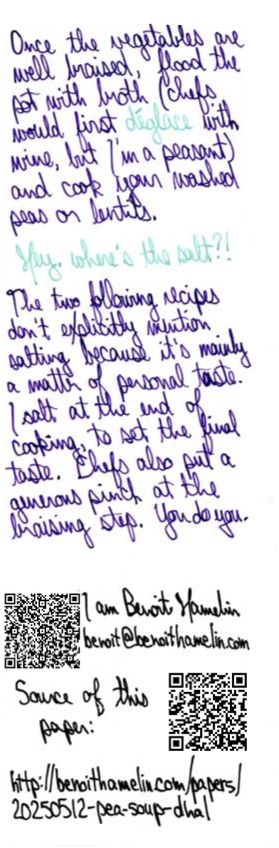 Once the vegetables are
well braised, flood the
pot with broth (chefs
would first déglace with
wine, but I'm a peasant)
and cook your washed
peas or lentils.
Hey, where's the salt?!
The two following recipes
don't explicitly mention
salting, because it's mainly
a matter of personal taste.
I salt at the end of
cooking, to set the final
taste. Chefs also put a
generous pinch at the
braising step. You do you.
I am Benoit Hamelin
benoit@benoithamelin.com
Source of this
paper:
http://benoithamelin.com/papers/
20250512-pea-soup-dhal